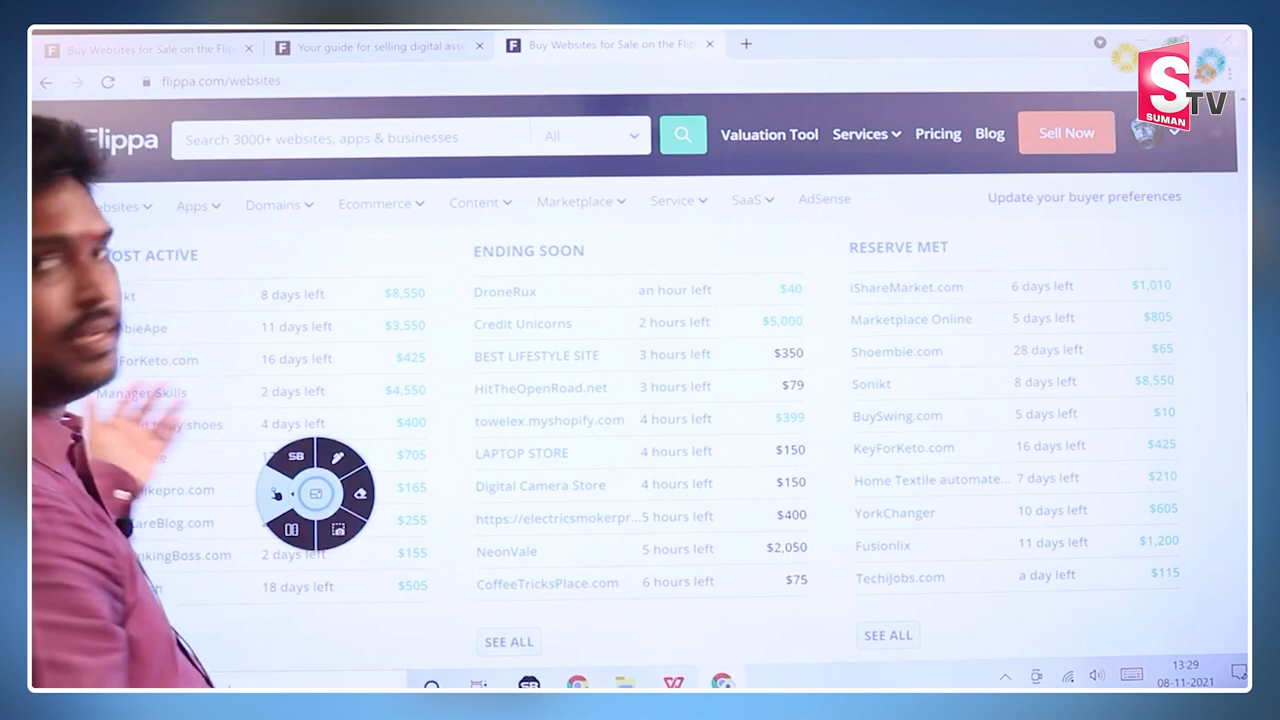 Buy Websites for Sale on the Flip
Your guide for selling digital asse
Buy Websites for Sale on the Flip
flippa.com/websites
S
SUMAN
TV
Flippa
Search 3000+ websites, apps & businesses
All
Valuation Tool
Services
Pricing
Blog
Sell Now
ebsites
Apps
Domains
Ecommerce
Content
Marketplace
Service
SaaS
AdSense
Update your buyer preferences
OST ACTIVE
kt 8 days left $8,550
bieApe 11 days left $3,550
yForKeto.com 16 days left $425
Manager Skills 2 days left $4,550
shoes 4 days left $400
$705
ikepro.com $165
areBlog.com $255
nkingBoss.com 2 days left $155
18 days left $505
ENDING SOON
DroneRux an hour left $40
Credit Unicorns 2 hours left $5,000
BEST LIFESTYLE SITE 3 hours left $350
HitTheOpenRoad.net 3 hours left $79
towelex.myshopify.com 4 hours left $399
LAPTOP STORE 4 hours left $150
Digital Camera Store 4 hours left $150
https://electricsmokerpr... 5 hours left $400
NeonVale 5 hours left $2,050
CoffeeTricksPlace.com 6 hours left $75
SEE ALL
RESERVE MET
iShareMarket.com 6 days left $1,010
Marketplace Online 5 days left $805
Shoembie.com 28 days left $65
Sonikt 8 days left $8,550
BuySwing.com 5 days left $10
KeyForKeto.com 16 days left $425
Home Textile automate... 7 days left $210
YorkChanger 10 days left $605
Fusionlix 11 days left $1,200
TechiJobs.com a day left $115
SEE ALL
SB
13:29
08-11-2021